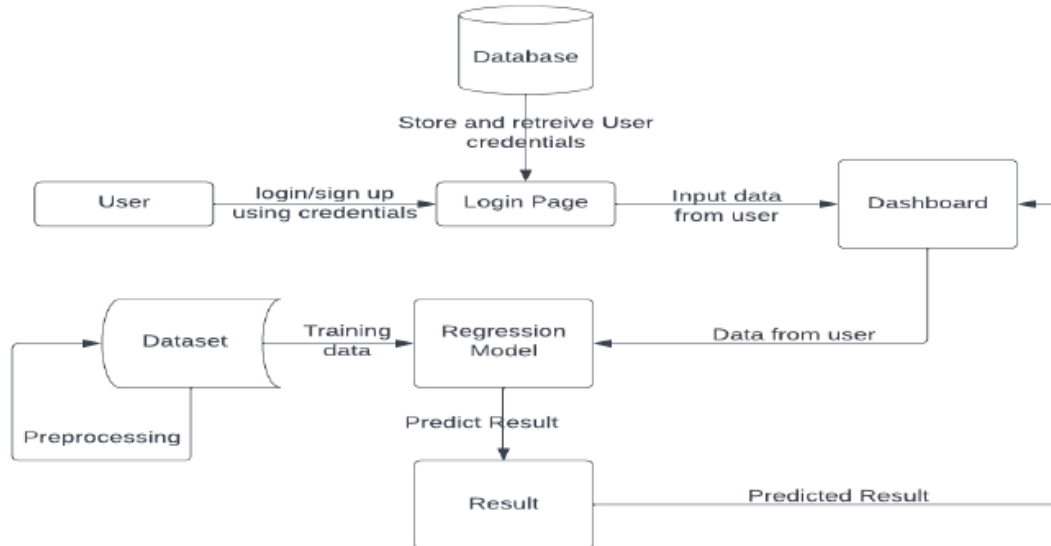 Database
Store and retreive User
credentials
User
login/sign up
using credentials
Login Page
Input data
from user
Dashboard
Dataset
Training
data
Regression
Model
Data from user
Preprocessing
Predict Result
Result
Predicted Result